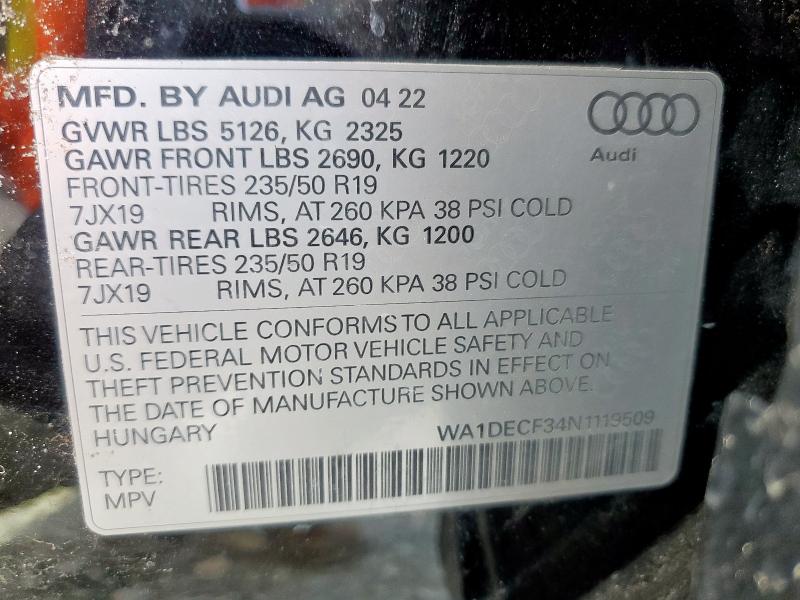 MFD. BY AUDI AG 04 22
GVWR LBS 5126, KG 2325
GAWR FRONT LBS 2690, KG 1220
FRONT-TIRES 235/50 R19
7JX19 RIMS, AT 260 KPA 38 PSI COLD
GAWR REAR LBS 2646, KG 1200
REAR-TIRES 235/50 R19
7JX19 RIMS, AT 260 KPA 38 PSI COLD
Audi
THIS VEHICLE CONFORMS TO ALL APPLICABLE
U.S. FEDERAL MOTOR VEHICLE SAFETY AND
THEFT PREVENTION STANDARDS IN EFFECT ON
THE DATE OF MANUFACTURE SHOWN ABOVE.
HUNGARY WA1DECF34N1119509
TYPE:
MPV